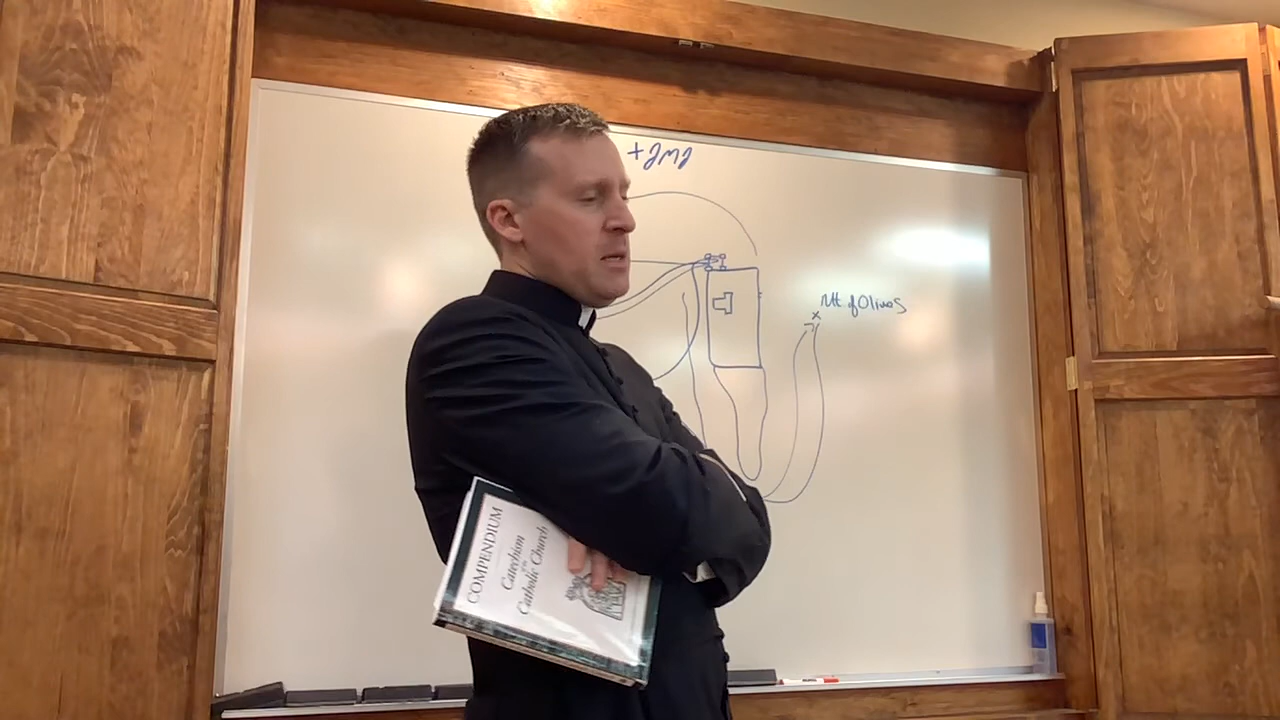 +JMJ+
Mt. of Olives
COMPENDIUM
Catechism
of the
Catholic Church